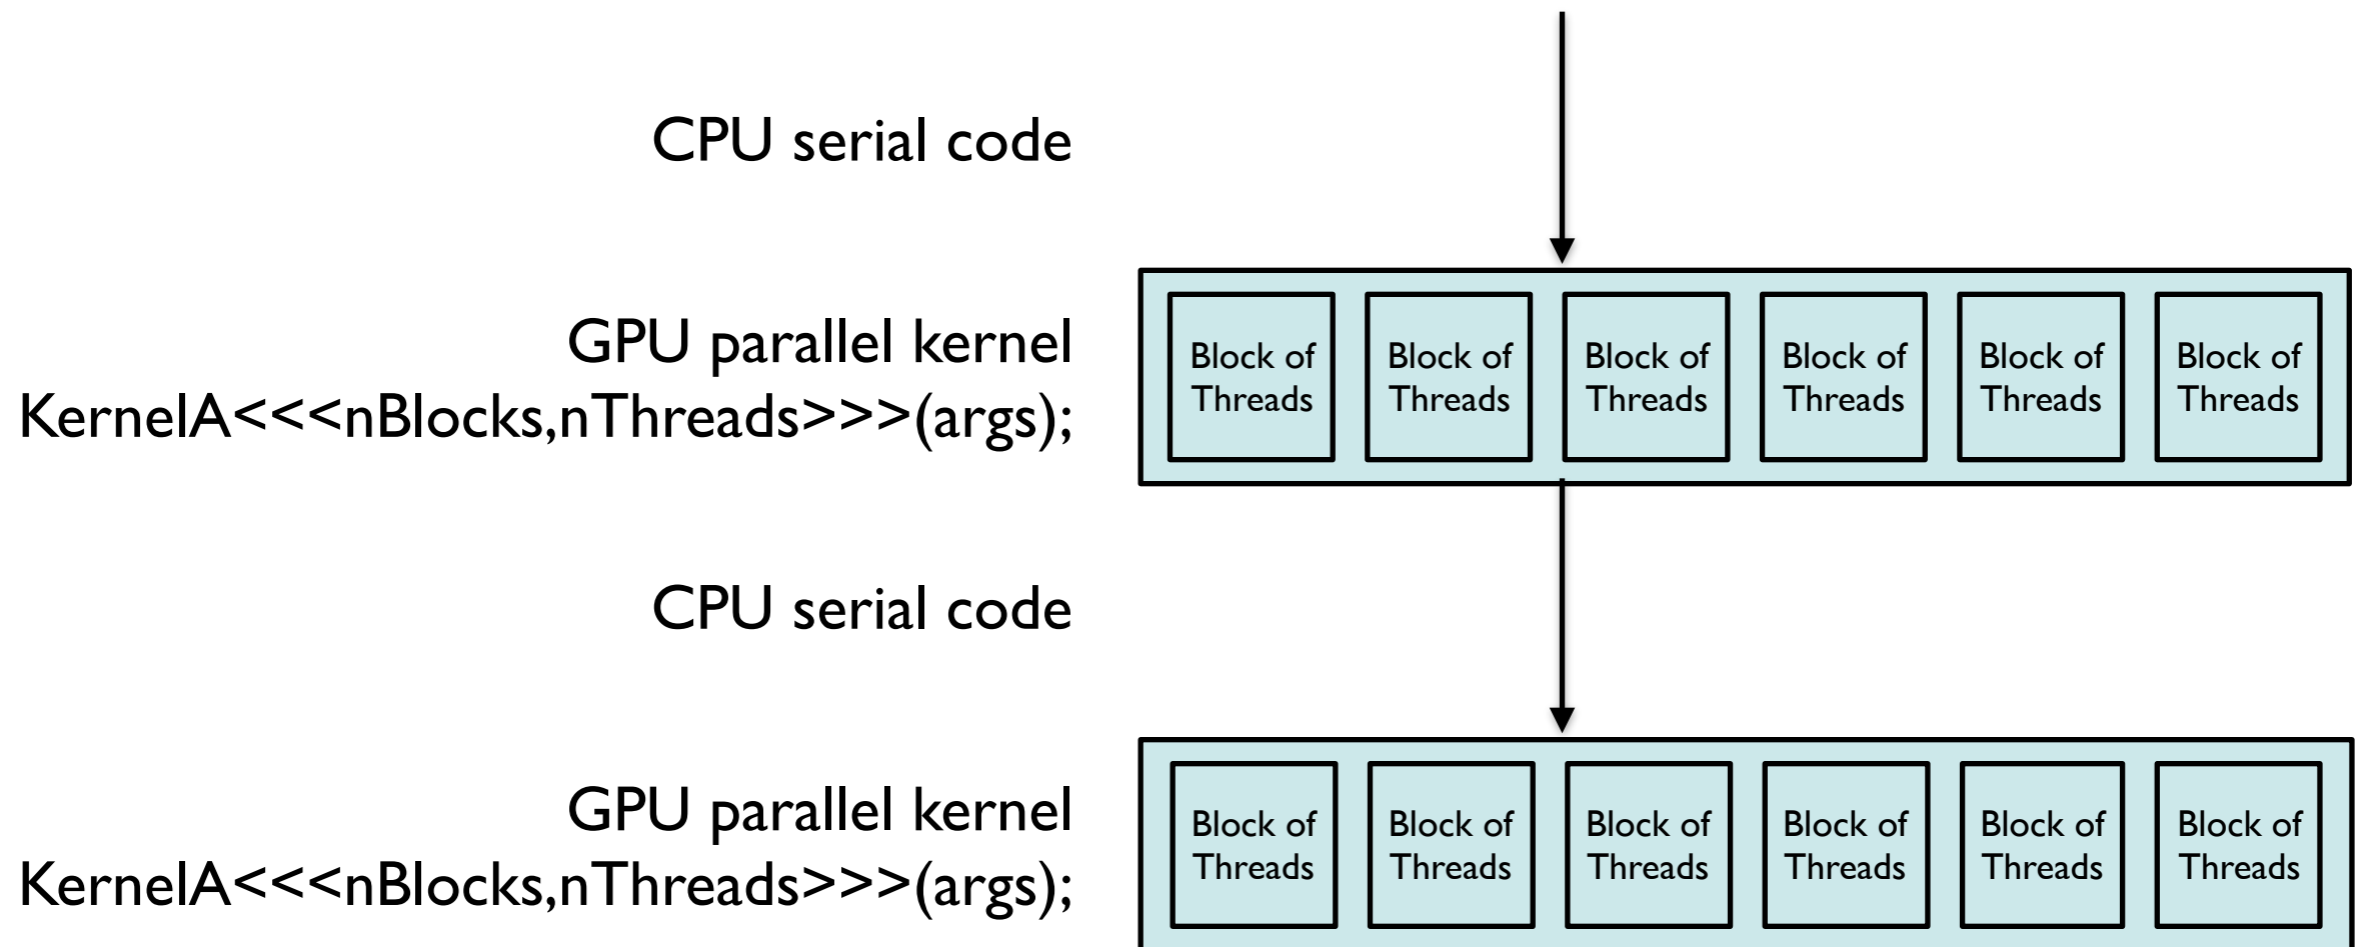 CPU serial code
GPU parallel kernel
KernelA<<<nBlocks,nThreads>>>(args);
Block of
Threads
Block of
Threads
Block of
Threads
Block of
Threads
Block of
Threads
Block of
Threads
CPU serial code
GPU parallel kernel
KernelA<<<nBlocks,nThreads>>>(args);
Block of
Threads
Block of
Threads
Block of
Threads
Block of
Threads
Block of
Threads
Block of
Threads